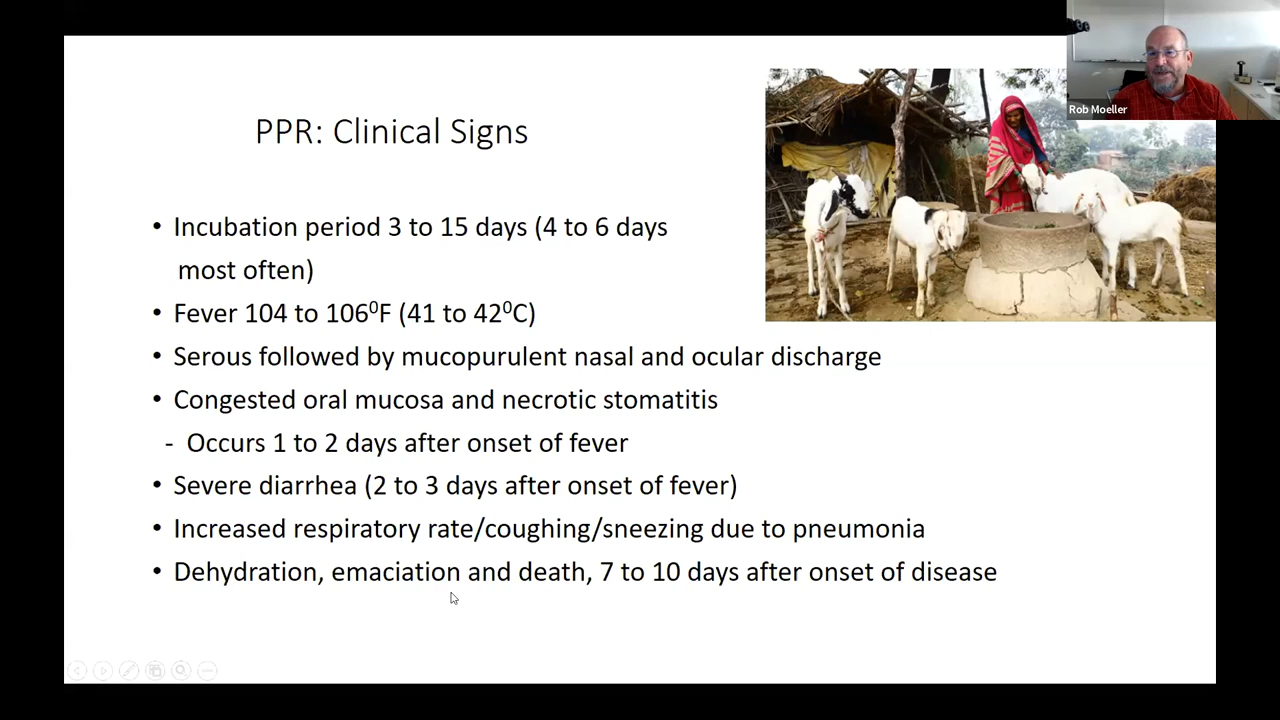 Rob Moeller
PPR: Clinical Signs
• Incubation period 3 to 15 days (4 to 6 days
most often)
• Fever 104 to 106⁰F (41 to 42⁰C)
• Serous followed by mucopurulent nasal and ocular discharge
• Congested oral mucosa and necrotic stomatitis
- Occurs 1 to 2 days after onset of fever
• Severe diarrhea (2 to 3 days after onset of fever)
• Increased respiratory rate/coughing/sneezing due to pneumonia
• Dehydration, emaciation and death, 7 to 10 days after onset of disease